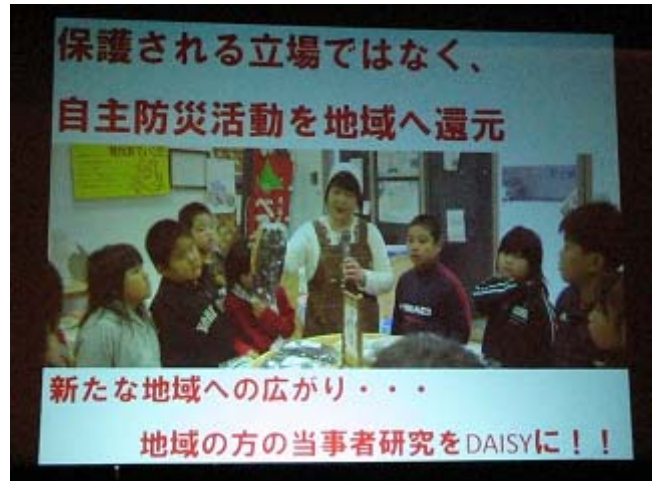 保護される立場ではなく、
自主防災活動を地域へ還元
新たな地域への広がり・・・
地域の方の当事者研究をDAISYに！！